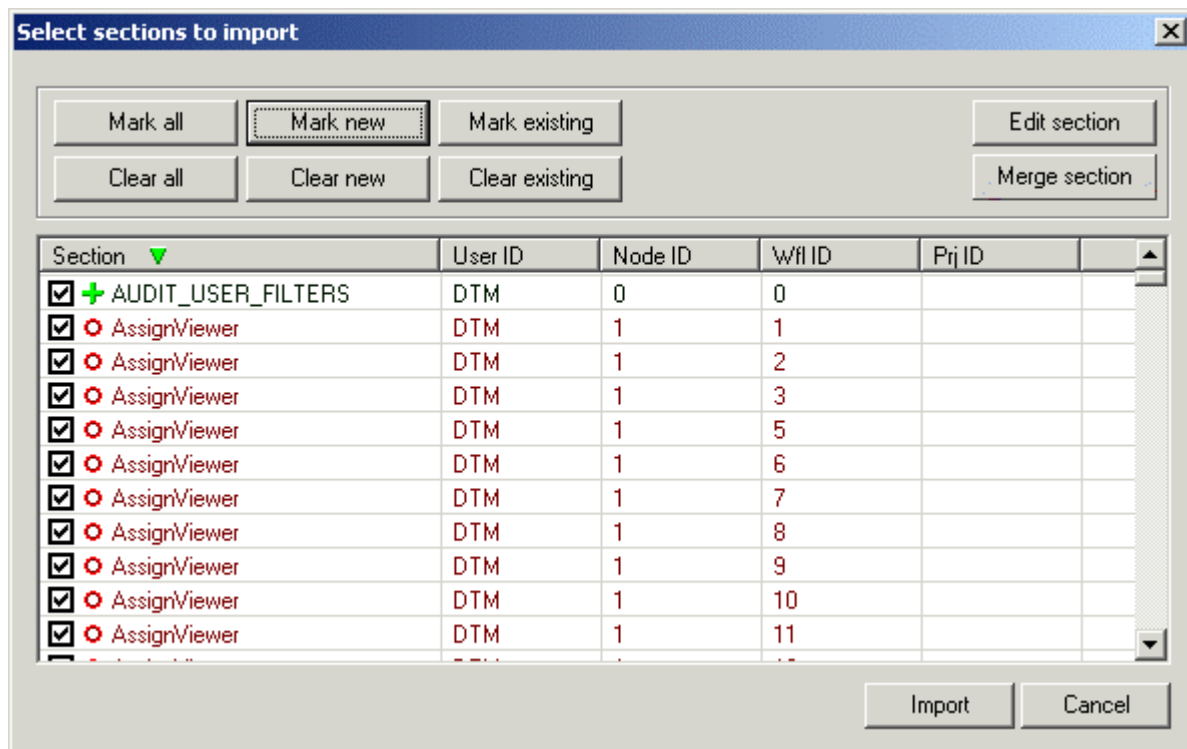 Select sections to import
Mark all Mark new Mark existing Edit section
Clear all Clear new Clear existing Merge section
Section User ID Node ID Wfl ID Prj ID
AUDIT_USER_FILTERS DTM 0 0
AssignViewer DTM 1 1
AssignViewer DTM 1 2
AssignViewer DTM 1 3
AssignViewer DTM 1 5
AssignViewer DTM 1 6
AssignViewer DTM 1 7
AssignViewer DTM 1 8
AssignViewer DTM 1 9
AssignViewer DTM 1 10
AssignViewer DTM 1 11
Import Cancel